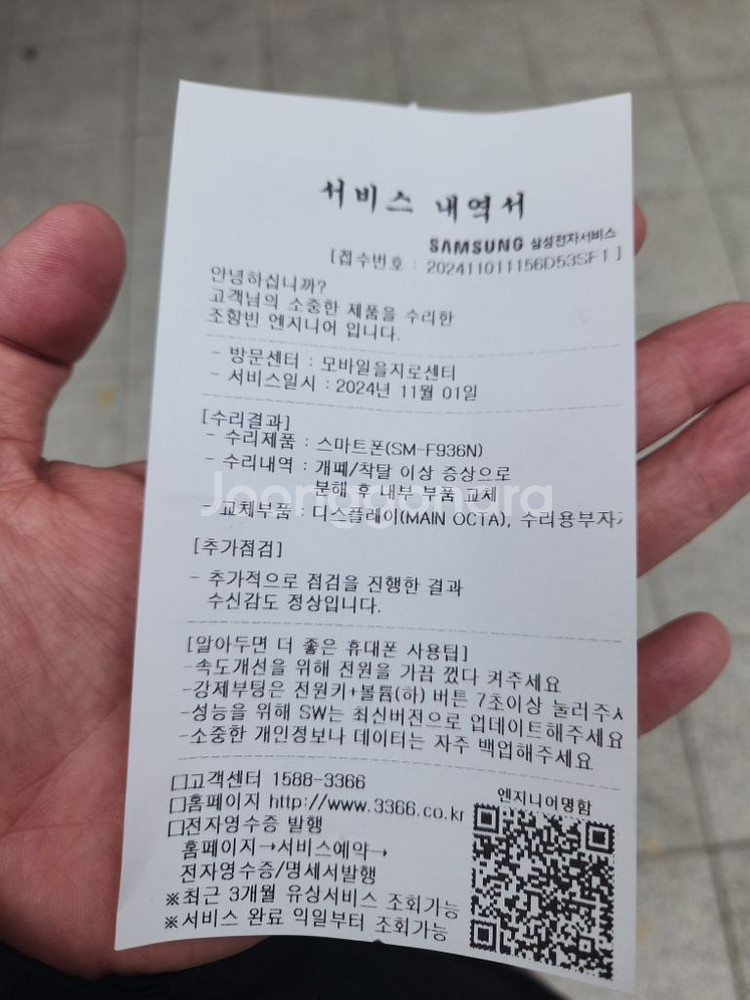 서비스 내역서
SAMSUNG 삼성전자서비스
[접수번호 : 202411011156D53SF1 ]
안녕하십니까?
고객님의 소중한 제품을 수리한
조항빈 엔지니어 입니다.
- 방문센터 : 모바일을지로센터
- 서비스일시 : 2024년 11월 01일
[수리결과]
- 수리제품 : 스마트폰(SM-F936N)
- 수리내역 : 개폐/착탈 이상 증상으로
분해 후 내부 부품 교체
Joonggonara
- 교체부품 : 디스플레이(MAIN OCTA), 수리용부자
[추가점검]
- 추가적으로 점검을 진행한 결과
수신감도 정상입니다.
[알아두면 더 좋은 휴대폰 사용팁]
-속도개선을 위해 전원을 가끔 껐다 켜주세요
-강제부팅은 전원키+볼륨(하) 버튼 7초이상 눌러주
-성능을 위해 SW는 최신버전으로 업데이트해주세요
-소중한 개인정보나 데이터는 자주 백업해주세요
□고객센터 1588-3366
□홈페이지 http://www.3366.co.kr
엔지니어명함
□전자영수증 발행
홈페이지→서비스예약→
전자영수증/명세서발행
※최근 3개월 유상서비스 조회가능
※서비스 완료 익일부터 조회가능